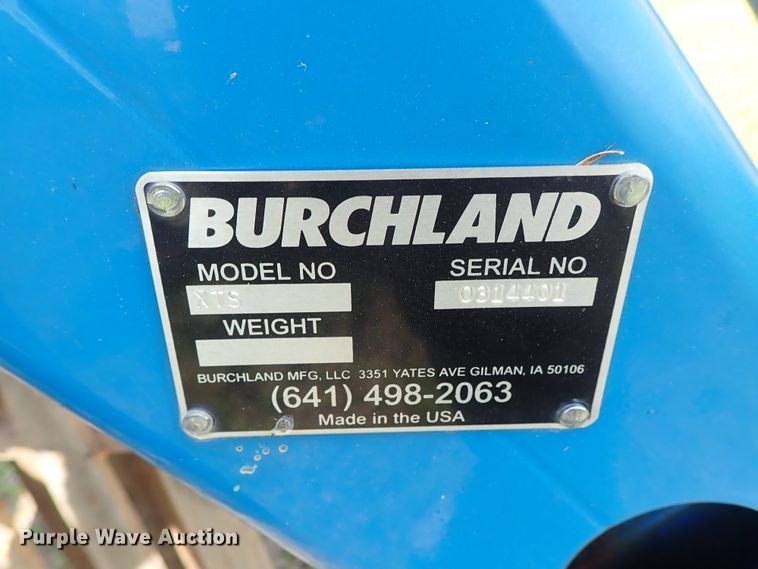 BURCHLAND
MODEL NO SERIAL NO
XTS 0314401
WEIGHT
BURCHLAND MFG, LLC 3351 YATES AVE GILMAN, IA 50106
(641) 498-2063
Made in the USA
Purple Wave Auction